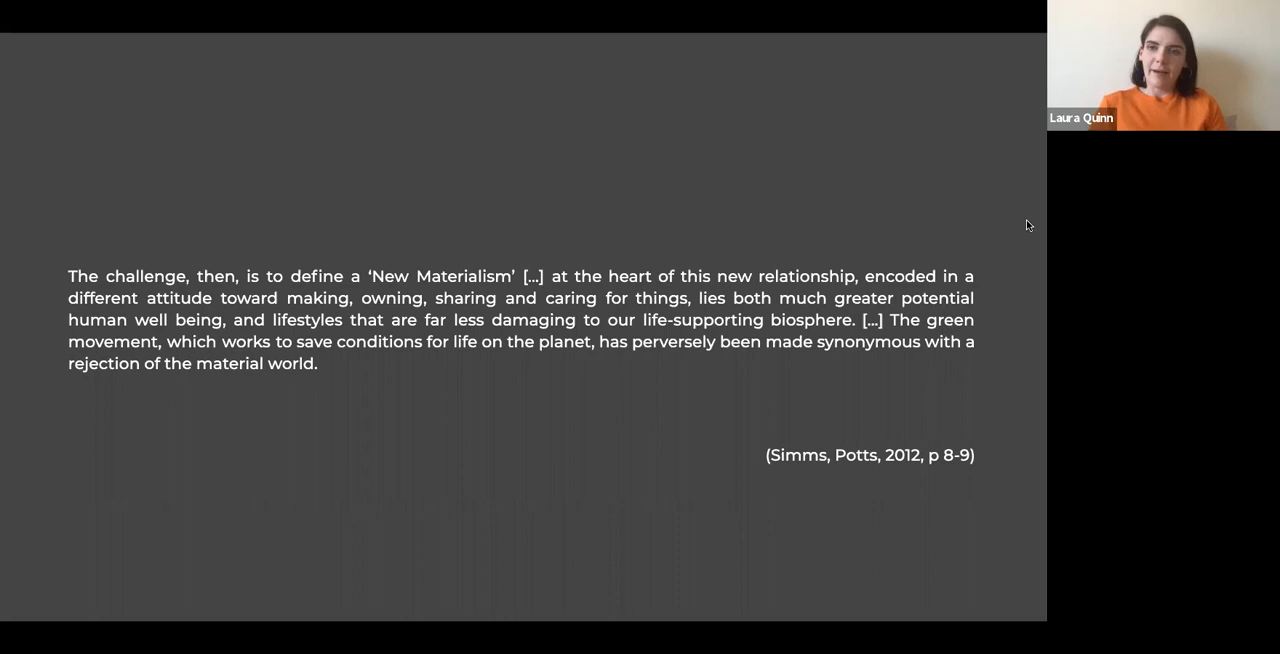 The challenge, then, is to define a ‘New Materialism’ [...] at the heart of this new relationship, encoded in a
different attitude toward making, owning, sharing and caring for things, lies both much greater potential
human well being, and lifestyles that are far less damaging to our life-supporting biosphere. [...] The green
movement, which works to save conditions for life on the planet, has perversely been made synonymous with a
rejection of the material world.
(Simms, Potts, 2012, p 8-9)
Laura Quinn